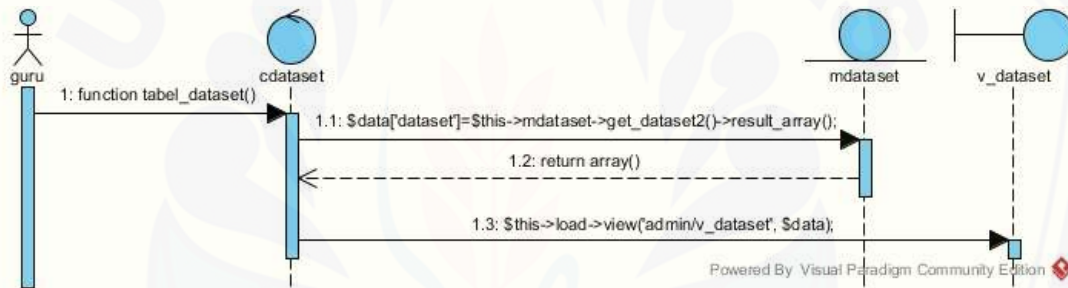 guru
cdataset
mdataset
v_dataset
1: function tabel_dataset()
1.1: $data['dataset']=$this->mdataset->get_dataset2()->result_array();
1.2: return array()
1.3: $this->load->view('admin/v_dataset', $data);
Powered By Visual Paradigm Community Edition